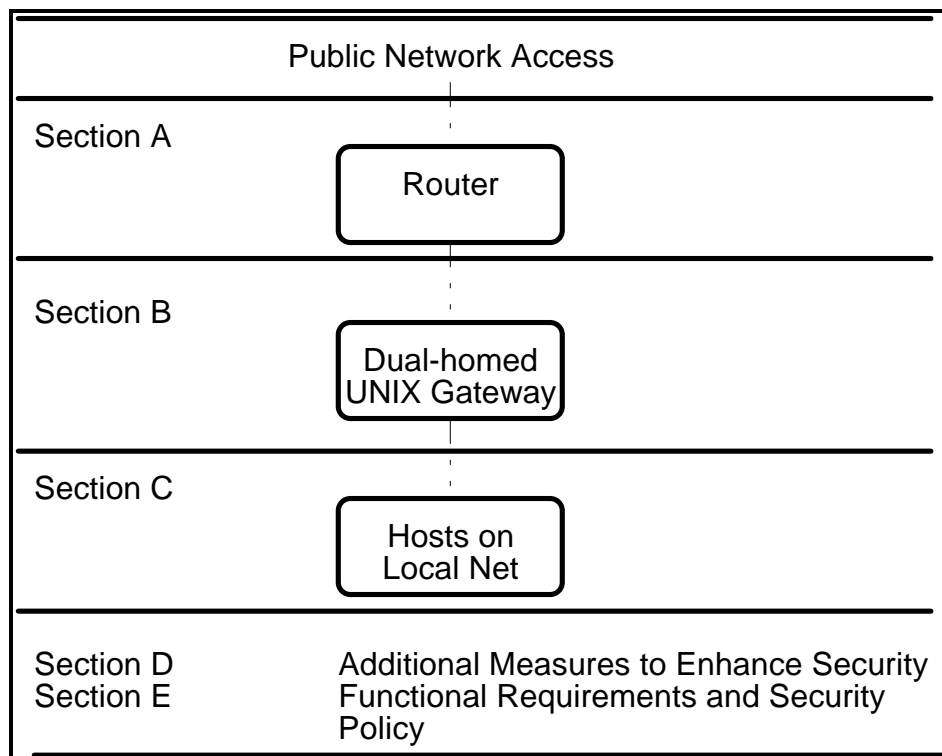 Public Network Access
Section A
Router
Section B
Dual-homed
UNIX Gateway
Section C
Hosts on
Local Net
Section D Additional Measures to Enhance Security
Section E Functional Requirements and Security
Policy